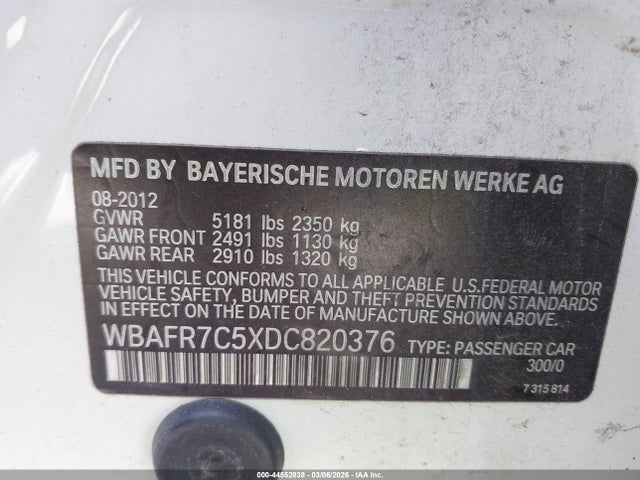 MFD BY BAYERISCHE MOTOREN WERKE AG
08-2012
GVWR 5181 lbs 2350 kg
GAWR FRONT 2491 lbs 1130 kg
GAWR REAR 2910 lbs 1320 kg
THIS VEHICLE CONFORMS TO ALL APPLICABLE U.S.FEDERAL MOTOR
VEHICLE SAFETY, BUMPER AND THEFT PREVENTION STANDARDS
IN EFFECT ON THE DATE OF MANUFACTURE SHOWN ABOVE.
WBAFR7C5XDC820376 TYPE: PASSENGER CAR
300/0
7 315 814
000-44552838 | 03/06/2026 | IAAI.COM